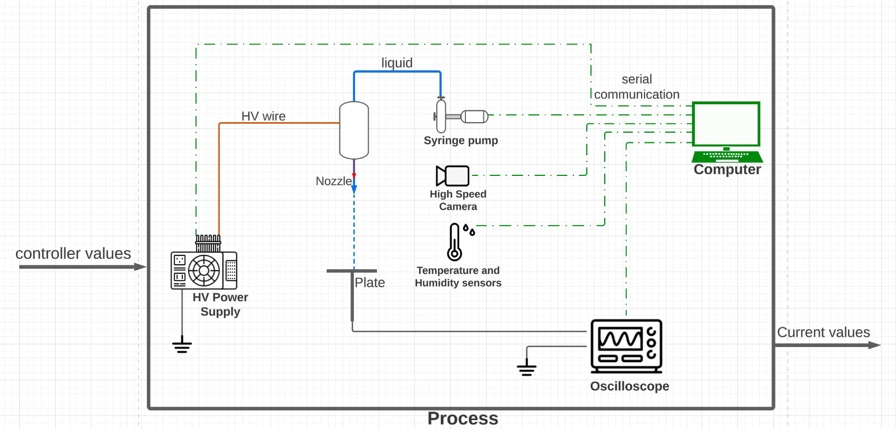 liquid
serial
communication
HV wire
Syringe pump
Computer
Nozzle
High Speed
Camera
controller values
Temperature and
Humidity sensors
Plate
HV Power
Supply
Current values
Oscilloscope
Process